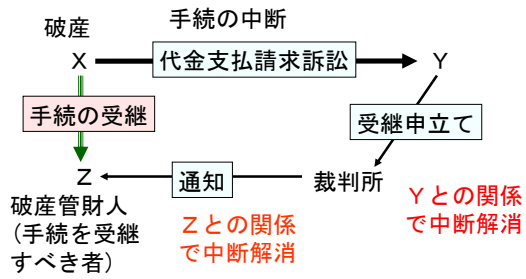 手続の中断
破産
X
代金支払請求訴訟
Y
手続の受継
受継申立て
Z
通知
裁判所
破産管財人
(手続を受継
すべき者)
Zとの関係
で中断解消
Yとの関係
で中断解消